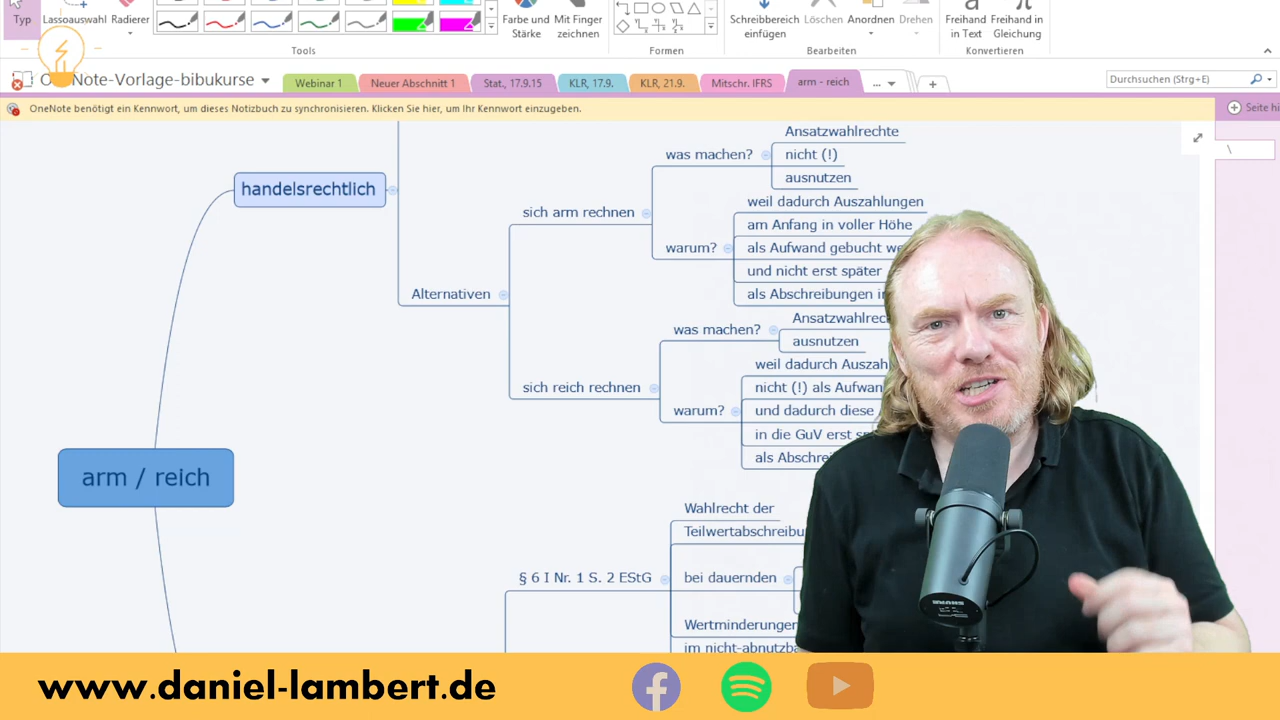 Typ
Lassoauswahl
Radierer
Farbe und
Stärke
Mit Finger
zeichnen
Schreibbereich
einfügen
Löschen
Anordnen
Drehen
Freihand
in Text
Freihand in
Gleichung
Tools
Formen
Bearbeiten
Konvertieren
Note-Vorlage-bibukurse
Webinar 1
Neuer Abschnitt 1
Stat., 17.9.15
KLR, 17.9.
KLR, 21.9.
Mitschr. IFRS
arm - reich
...
Durchsuchen (Strg+E)
OneNote benötigt ein Kennwort, um dieses Notizbuch zu synchronisieren. Klicken Sie hier, um Ihr Kennwort einzugeben.
Seite hi
\
Ansatzwahlrechte
was machen?
nicht (!)
ausnutzen
handelsrechtlich
sich arm rechnen
weil dadurch Auszahlungen
am Anfang in voller Höhe
warum?
als Aufwand gebucht we
und nicht erst später
als Abschreibungen i
Alternativen
was machen?
Ansatzwahlrec
ausnutzen
sich reich rechnen
weil dadurch Auszah
nicht (!) als Aufwan
warum?
und dadurch diese
in die GuV erst s
als Abschrei
arm / reich
Wahlrecht der
Teilwertabschreibu
§ 6 I Nr. 1 S. 2 EStG
bei dauernden
Wertminderungen
im nicht-abnutzba
www.daniel-lambert.de